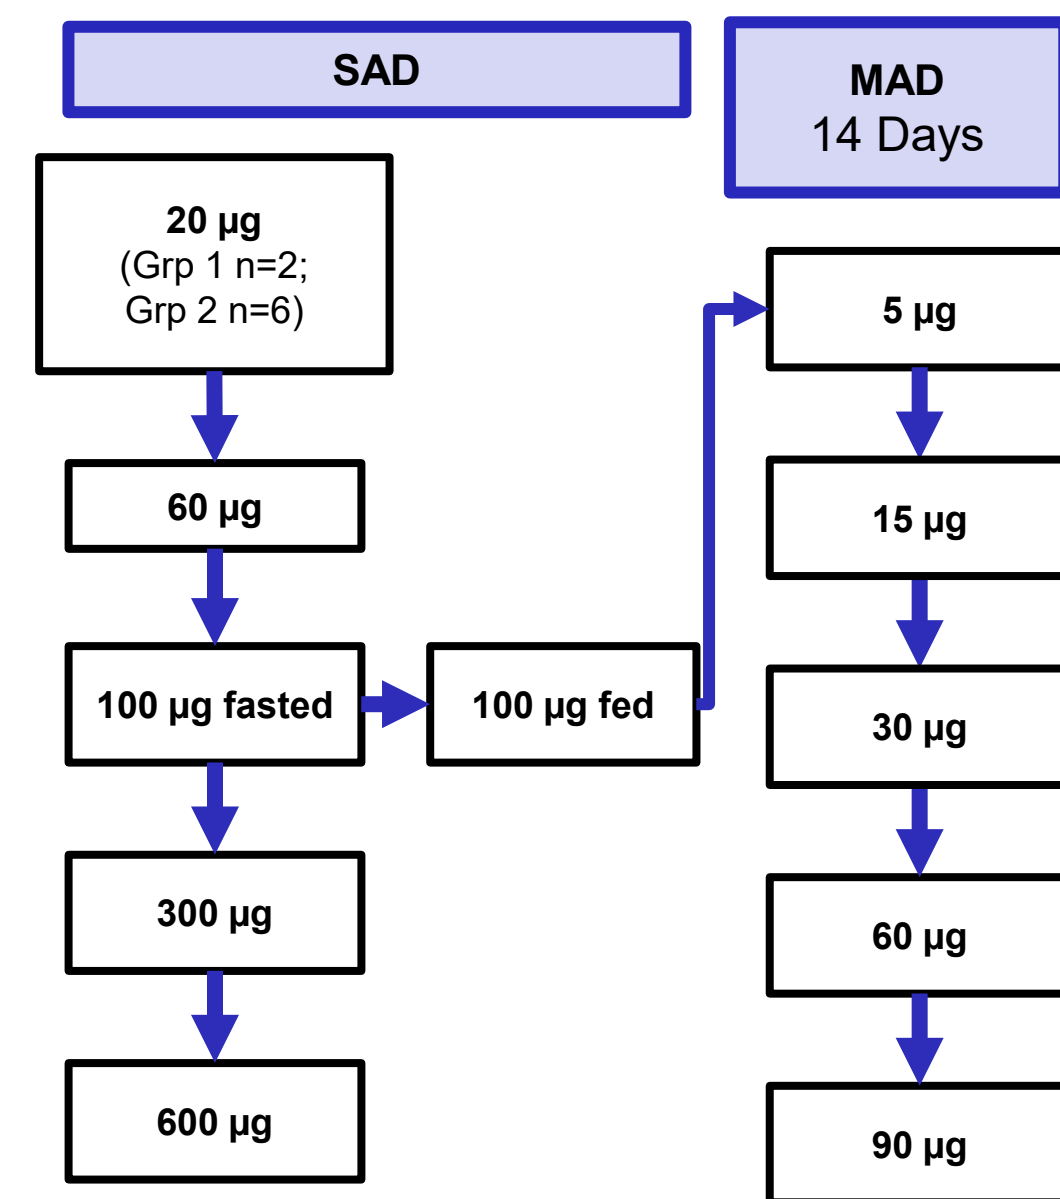 SAD
20 µg
(Grp 1 n=2;
Grp 2 n=6)
60 µg
100 µg fasted
100 µg fed
300 µg
600 µg
MAD
14 Days
5 µg
15 µg
30 µg
60 µg
90 µg